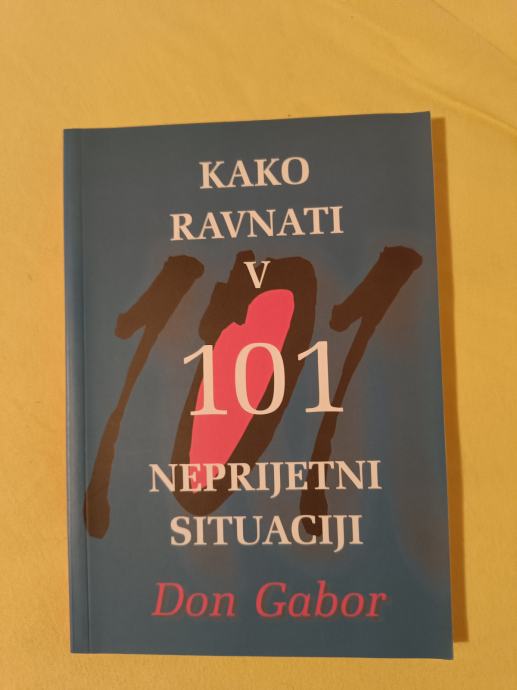 KAKO
RAVNATI
V
101
NEPRIJETNI
SITUACIJI
Don Gabor